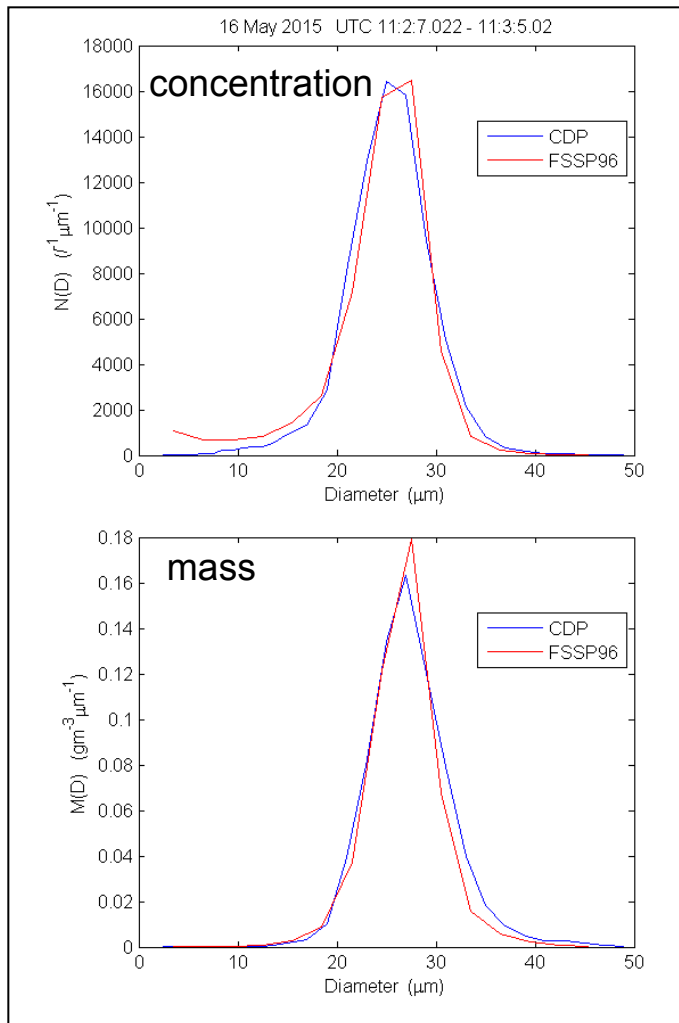 16 May 2015 UTC 11:2:7.022 - 11:3:5.02
concentration
18000
16000
14000
12000
10000
8000
6000
4000
2000
0
N(D) (l¹μm⁻¹)
CDP
FSSP96
0 10 20 30 40 50
Diameter (μm)
mass
0.18
0.16
0.14
0.12
0.1
0.08
0.06
0.04
0.02
0
M(D) (gm⁻³μm⁻¹)
CDP
FSSP96
0 10 20 30 40 50
Diameter (μm)